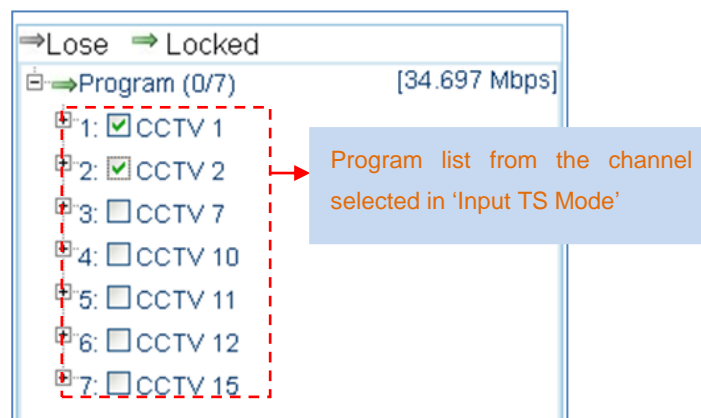 Lose Locked
Program (0/7) [34.697 Mbps]
1: CCTV 1
2: CCTV 2
3: CCTV 7
4: CCTV 10
5: CCTV 11
6: CCTV 12
7: CCTV 15
Program list from the channel
selected in ‘Input TS Mode’